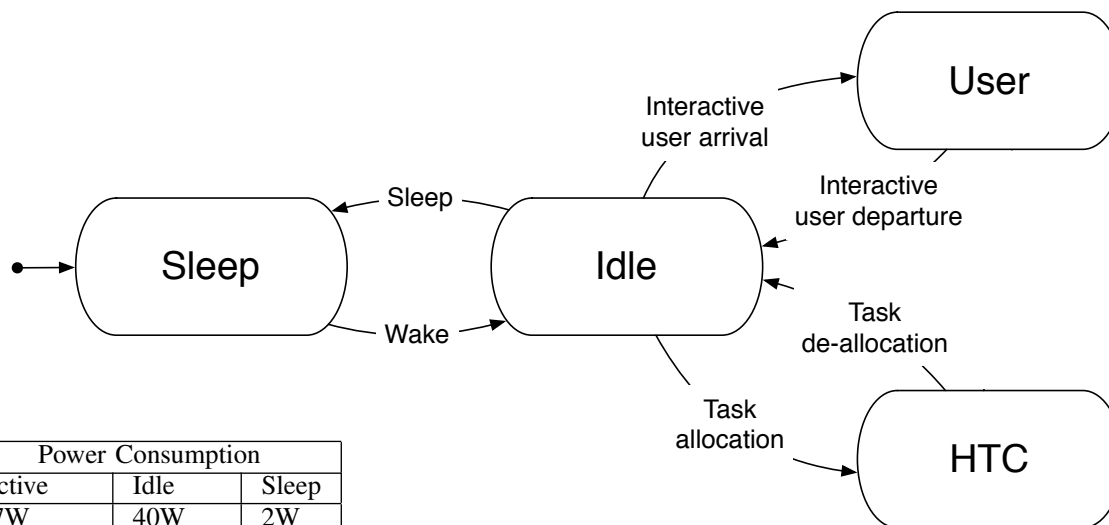 User
Interactive
user arrival
Interactive
user departure
Sleep
Sleep
Idle
Wake
Task
de-allocation
Task
allocation
HTC
Power Consumption
Idle
Sleep
40W
2W